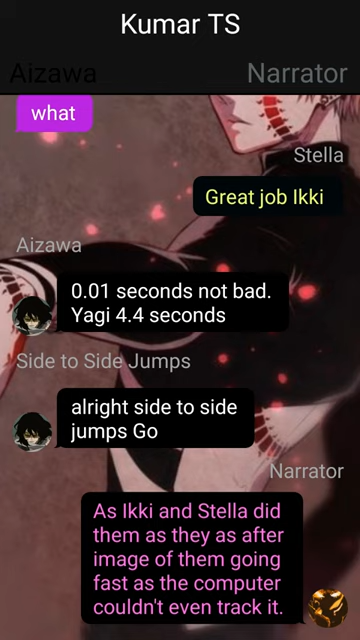 Kumar TS
Aizawa
Narrator
what
Stella
Great job Ikki
Aizawa
0.01 seconds not bad.
Yagi 4.4 seconds
Side to Side Jumps
alright side to side
jumps Go
Narrator
As Ikki and Stella did
them as they as after
image of them going
fast as the computer
couldn't even track it.